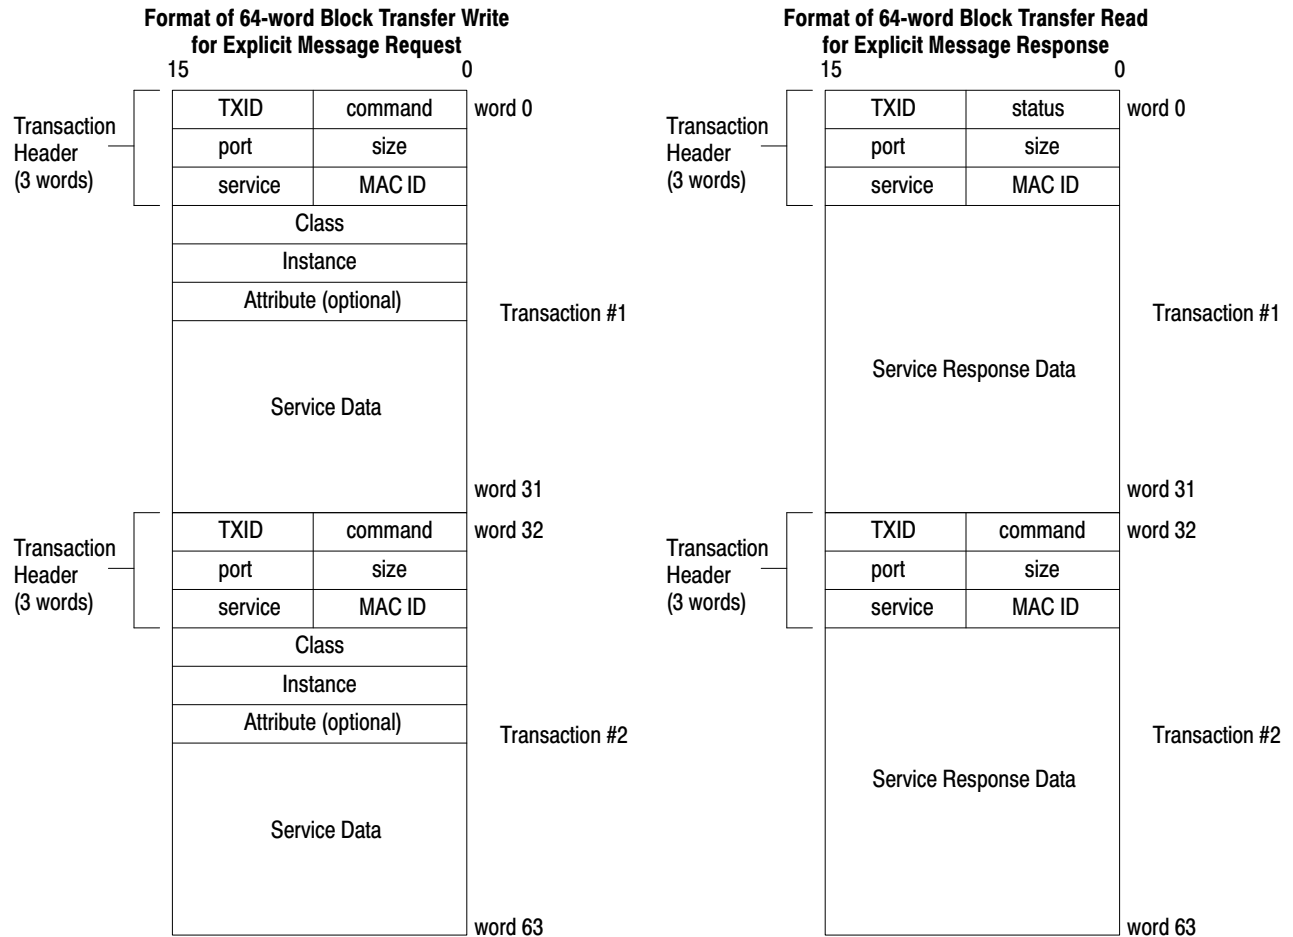 Format of 64-word Block Transfer Write
for Explicit Message Request
15 0
Transaction
Header
(3 words)
TXID command word 0
port size
service MAC ID
Class
Instance
Attribute (optional)
Transaction #1
Service Data
word 31
Transaction
Header
(3 words)
TXID command word 32
port size
service MAC ID
Class
Instance
Attribute (optional)
Transaction #2
Service Data
word 63
Format of 64-word Block Transfer Read
for Explicit Message Response
15 0
Transaction
Header
(3 words)
TXID status word 0
port size
service MAC ID
Transaction #1
Service Response Data
word 31
Transaction
Header
(3 words)
TXID command word 32
port size
service MAC ID
Transaction #2
Service Response Data
word 63